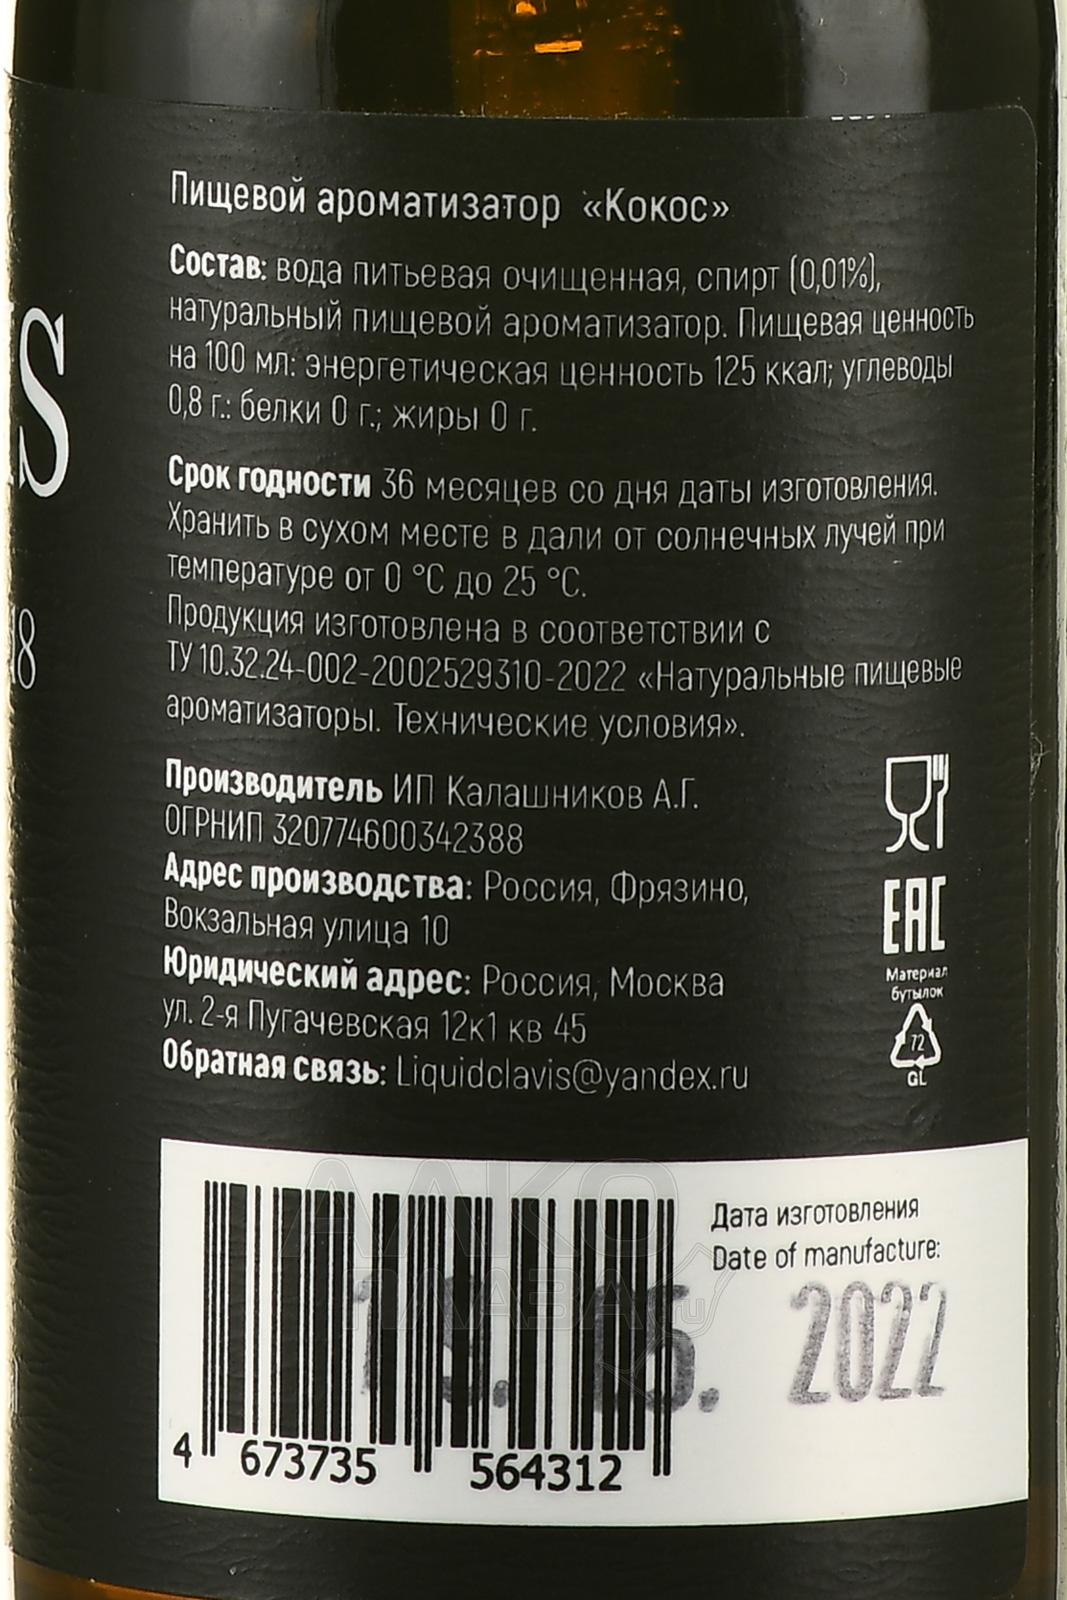 S
18
Пищевой ароматизатор «Кокос»
Состав: вода питьевая очищенная, спирт (0,01%),
натуральный пищевой ароматизатор. Пищевая ценность
на 100 мл: энергетическая ценность 125 ккал; углеводы
0,8 г.: белки 0 г.; жиры 0 г.
Срок годности 36 месяцев со дня даты изготовления.
Хранить в сухом месте в дали от солнечных лучей при
температуре от 0 °C до 25 °C.
Продукция изготовлена в соответствии с
ТУ 10.32.24-002-2002529310-2022 «Натуральные пищевые
ароматизаторы. Технические условия».
Производитель ИП Калашников А.Г.
ОГРНИП 320774600342388
Адрес производства: Россия, Фрязино,
Вокзальная улица 10
Юридический адрес: Россия, Москва
ул. 2-я Пугачевская 12к1 кв 45
Обратная связь: Liquidclavis@yandex.ru
EAC
Материал
бутылок
72
GL
Дата изготовления
Date of manufacture:
2022
4 673735 564312
АЛКО
ПЛАЗА.ru